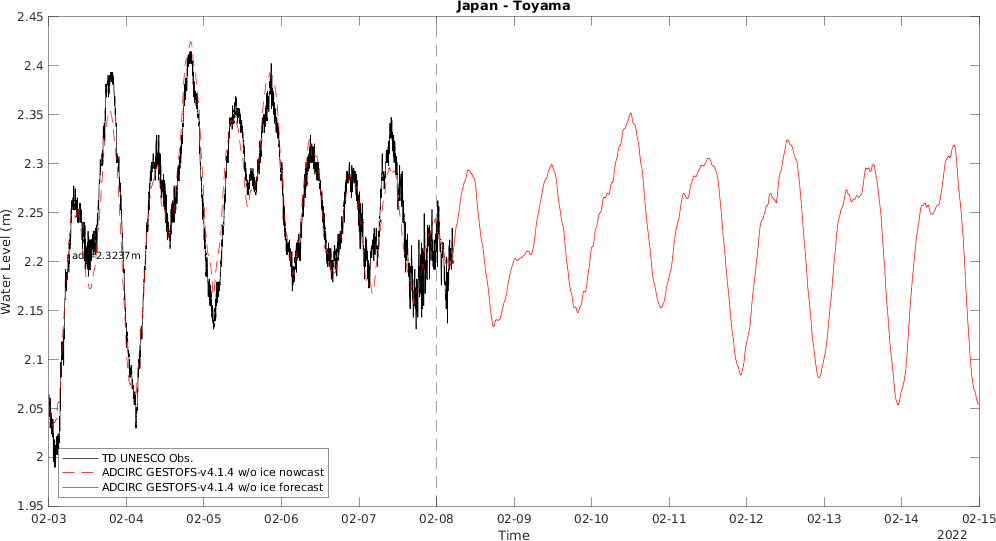 Japan - Toyama
2.45
2.4
2.35
2.3
2.25
2.2
2.15
2.1
2.05
2
1.95
Water Level (m)
2.3237m
TD UNESCO Obs.
ADCIRC GESTOFS-v4.1.4 w/o ice nowcast
ADCIRC GESTOFS-v4.1.4 w/o ice forecast
02-03 02-04 02-05 02-06 02-07 02-08 02-09 02-10 02-11 02-12 02-13 02-14 02-15
Time
2022